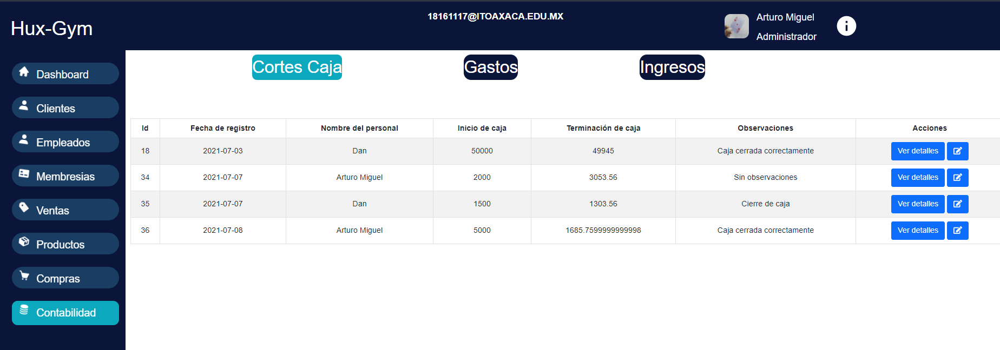 18161117@ITOAXACA.EDU.MX
Hux-Gym
Arturo Miguel
Administrador
Dashboard
Clientes
Empleados
Membresias
Ventas
Productos
Compras
Contabilidad
Cortes Caja Gastos Ingresos
Id Fecha de registro Nombre del personal Inicio de caja Terminación de caja Observaciones Acciones
18 2021-07-03 Dan 50000 49945 Caja cerrada correctamente Ver detalles
34 2021-07-07 Arturo Miguel 2000 3053.56 Sin observaciones Ver detalles
35 2021-07-07 Dan 1500 1303.56 Cierre de caja Ver detalles
36 2021-07-08 Arturo Miguel 5000 1685.7599999999998 Caja cerrada correctamente Ver detalles